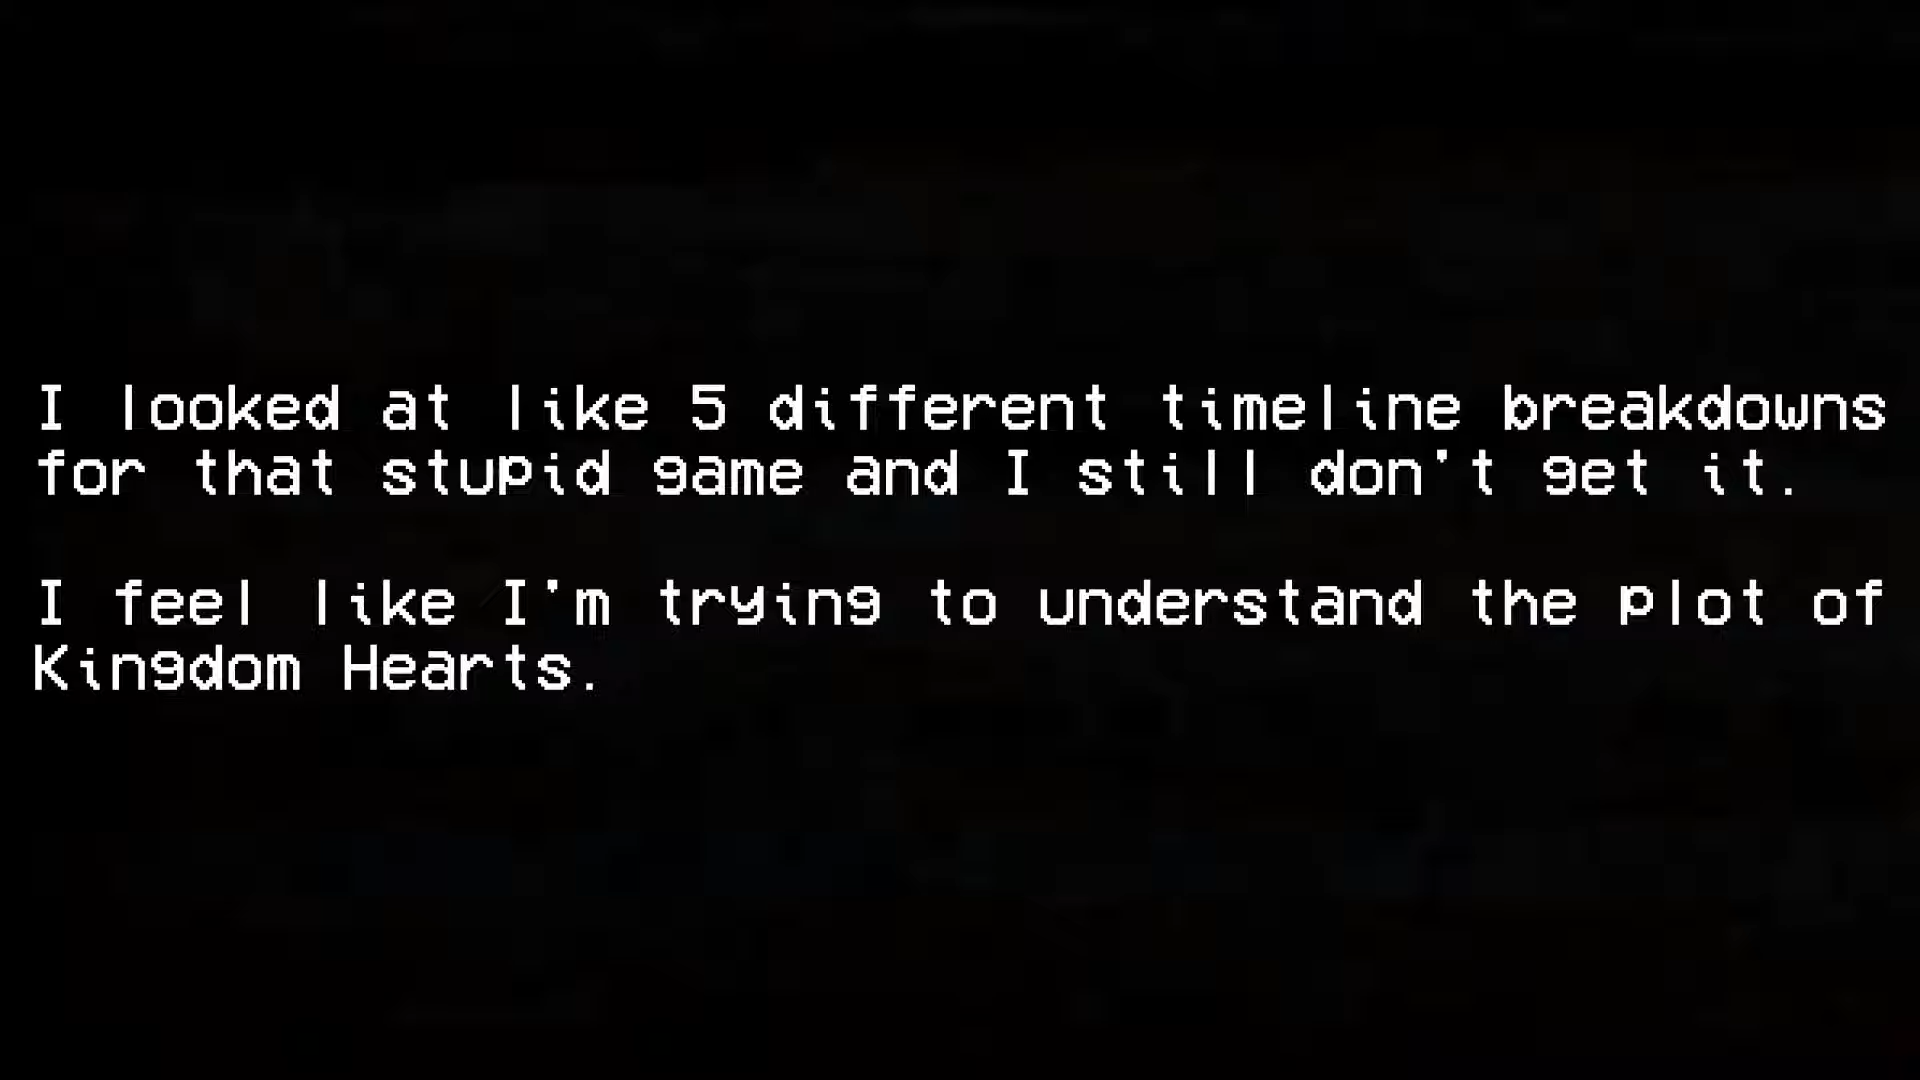 I looked at like 5 different timeline breakdowns
for that stupid game and I still don't get it.
I feel like I'm trying to understand the plot of
Kingdom Hearts.